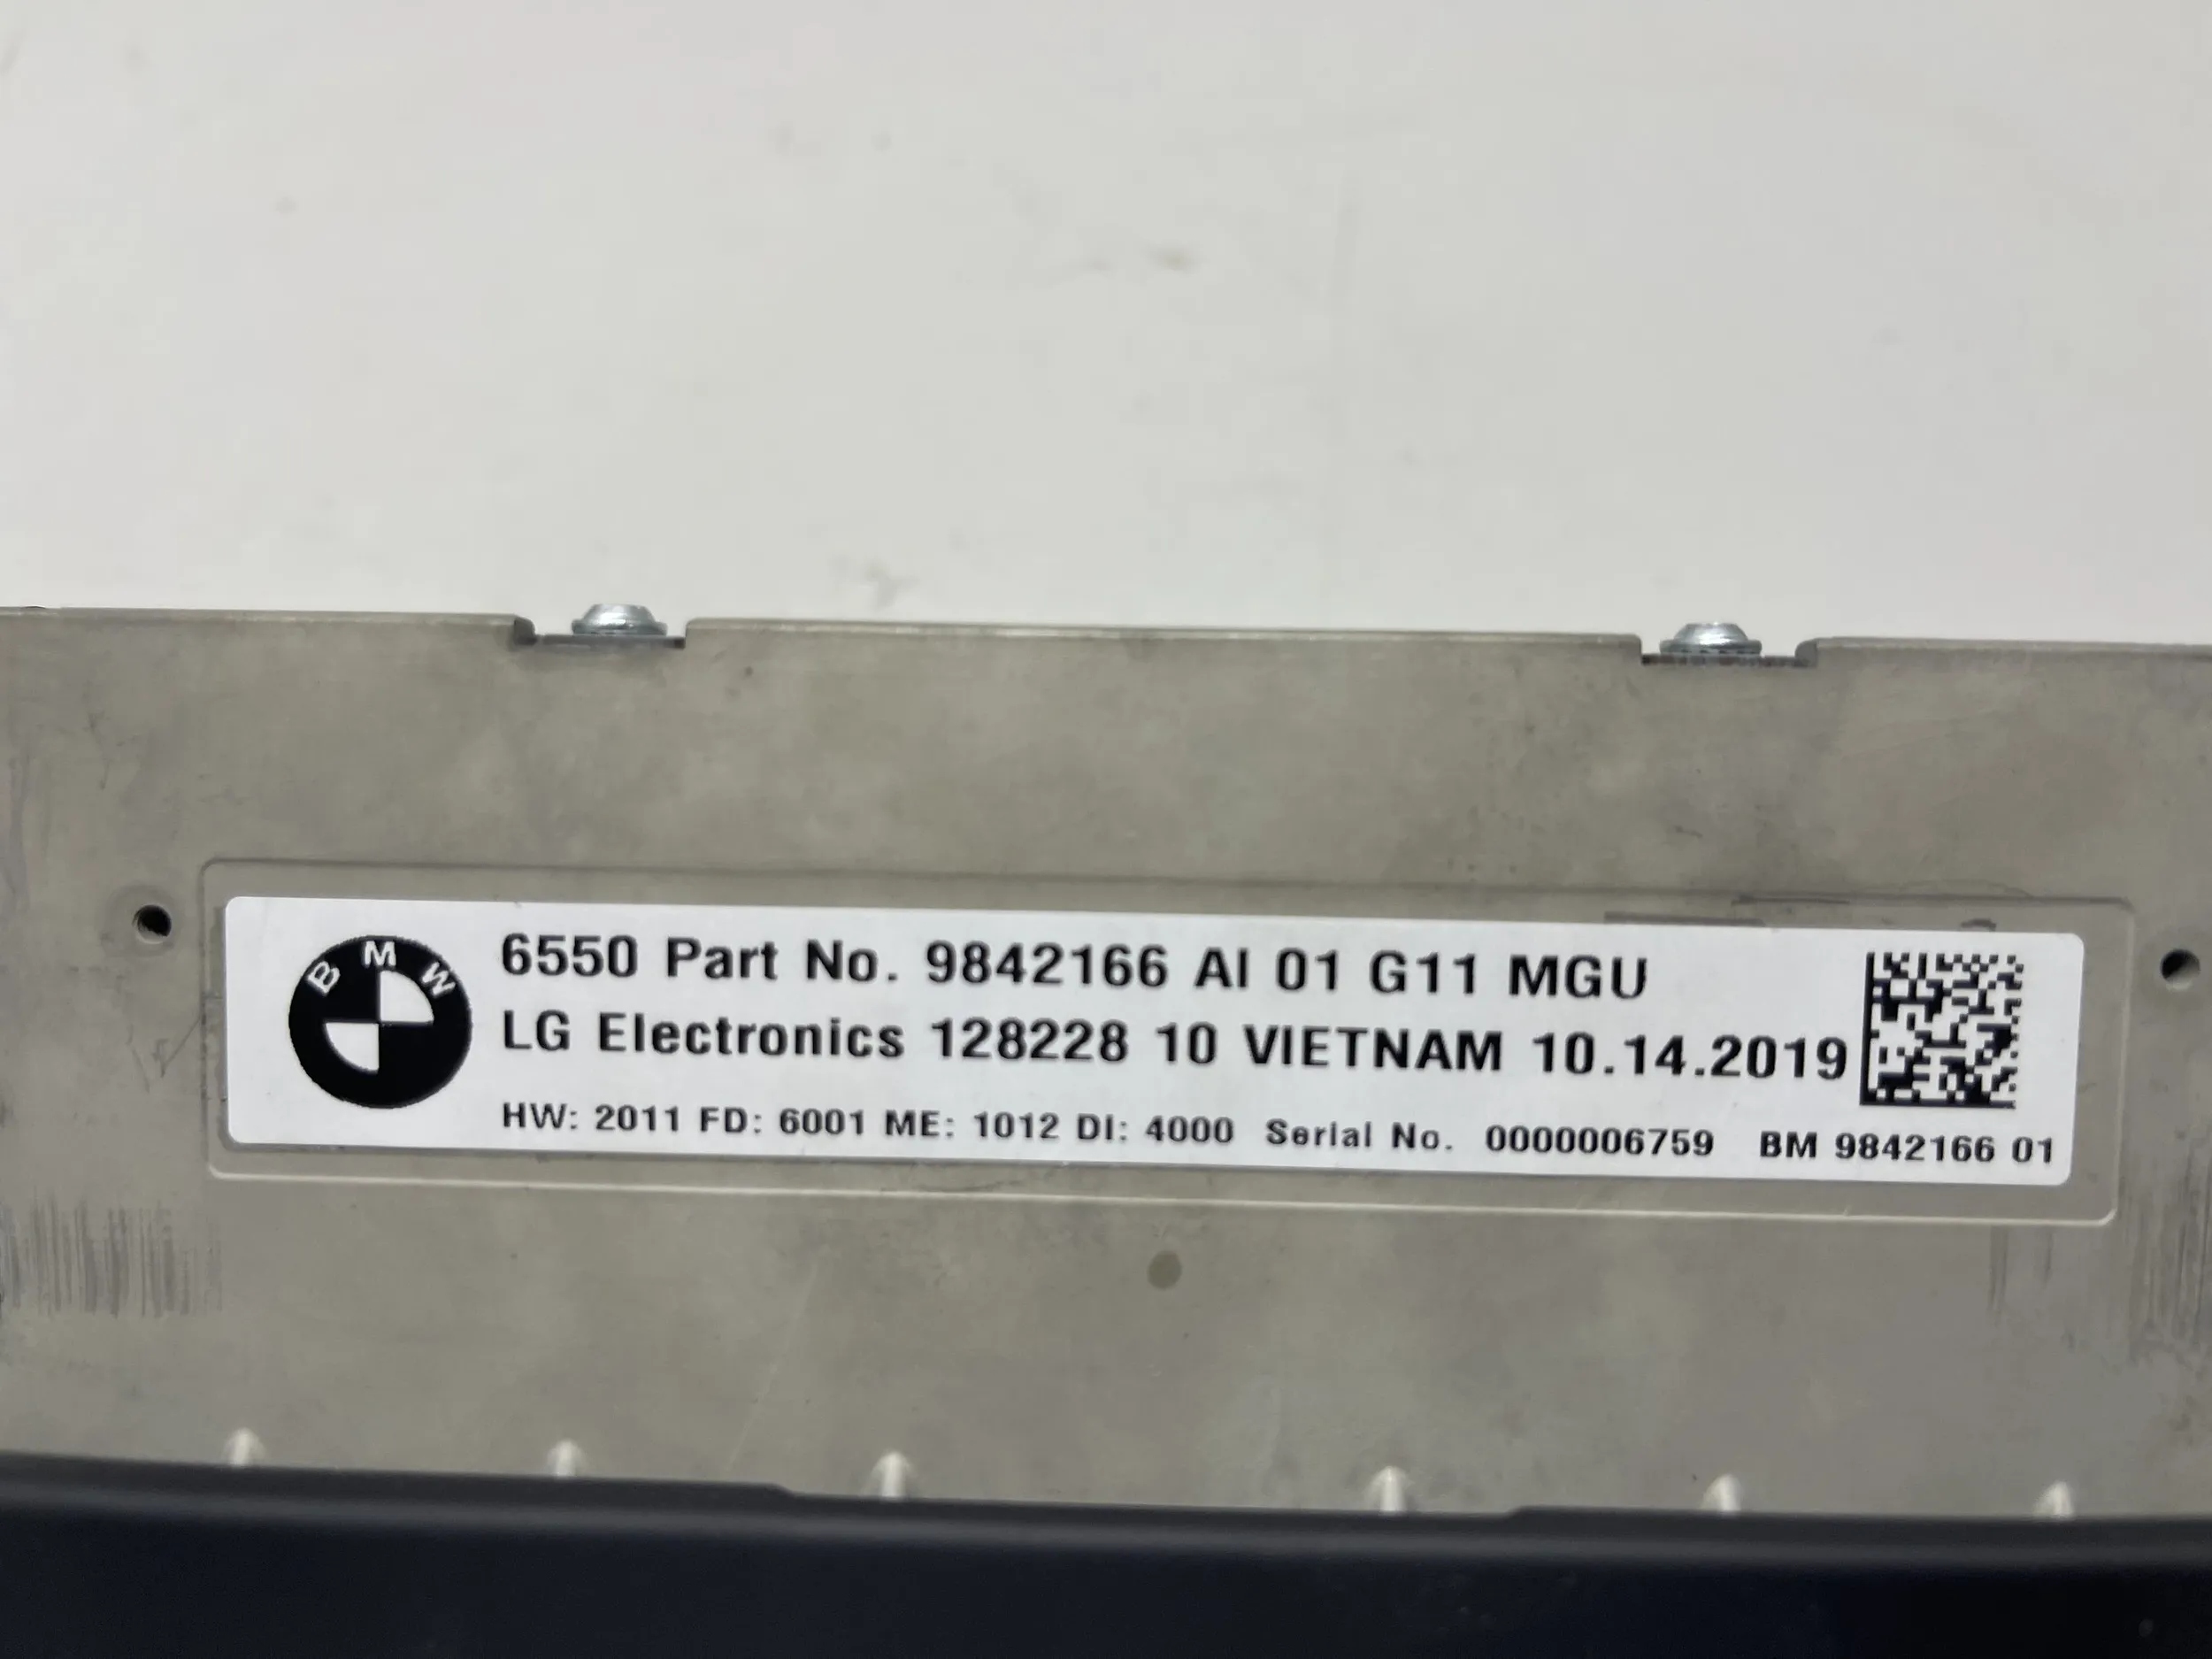 BMW
6550 Part No. 9842166 AI 01 G11 MGU
LG Electronics 128228 10 VIETNAM 10.14.2019
HW: 2011 FD: 6001 ME: 1012 DI: 4000 Serial No. 0000006759 BM 9842166 01